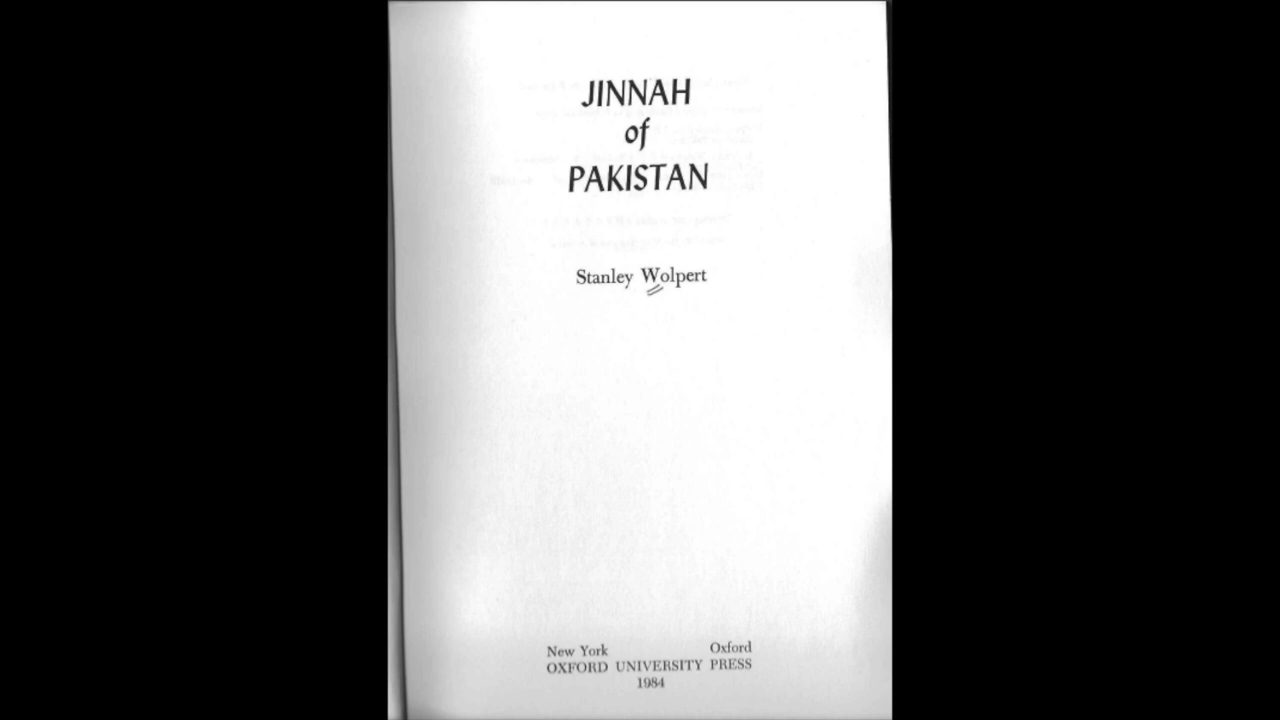 JINNAH
of
PAKISTAN
Stanley Wolpert
New York Oxford
OXFORD UNIVERSITY PRESS
1984